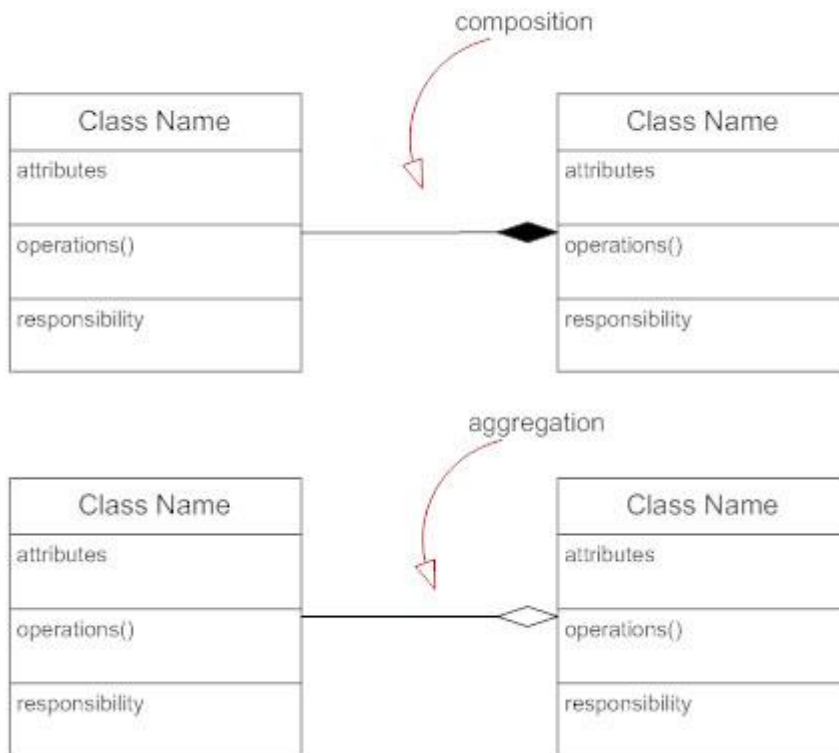 composition
Class Name
attributes
operations()
responsibility
Class Name
attributes
operations()
responsibility
aggregation
Class Name
attributes
operations()
responsibility
Class Name
attributes
operations()
responsibility